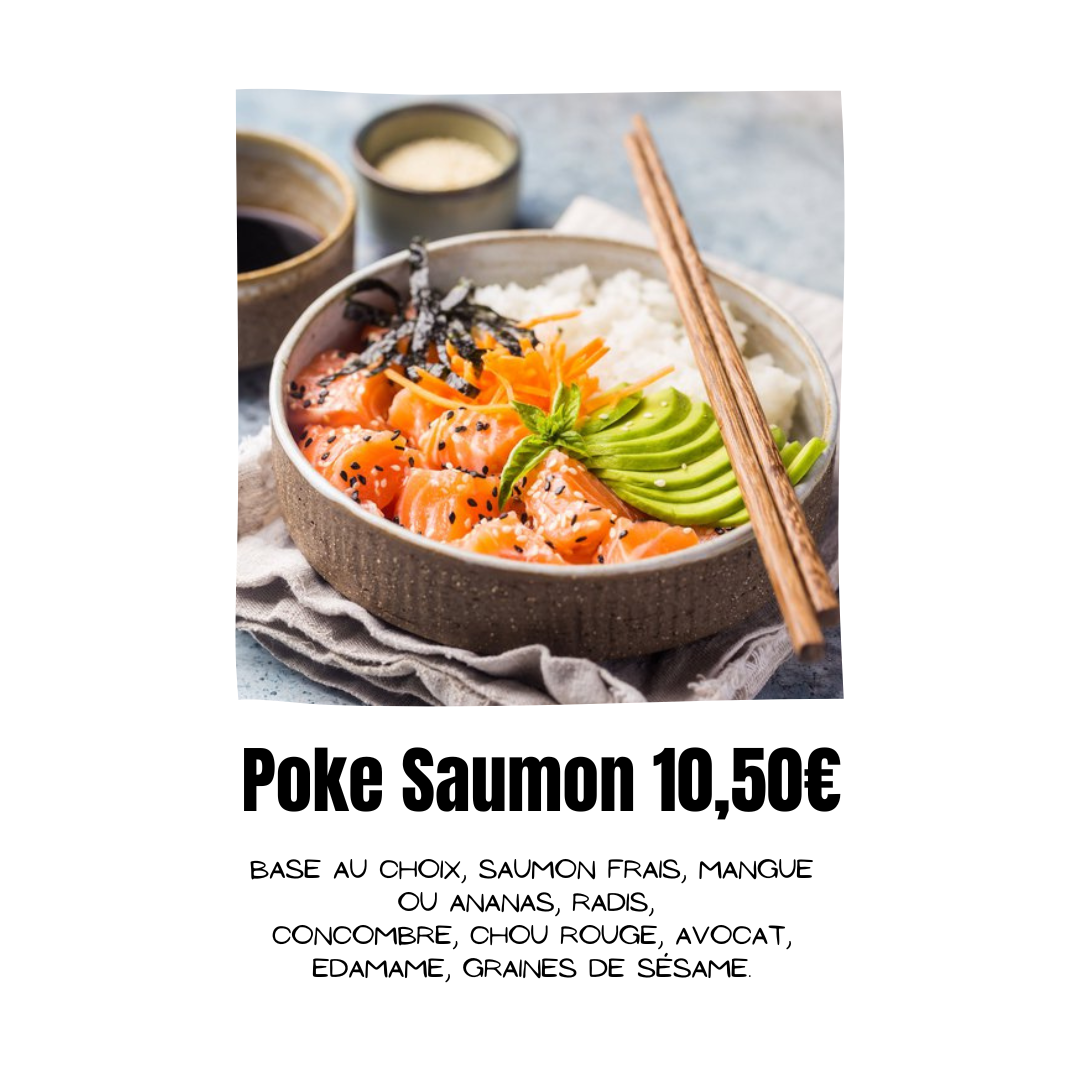 Poke Saumon 10,50€
BASE AU CHOIX, SAUMON FRAIS, MANGUE
OU ANANAS, RADIS,
CONCOMBRE, CHOU ROUGE, AVOCAT,
EDAMAME, GRAINES DE SÉSAME.